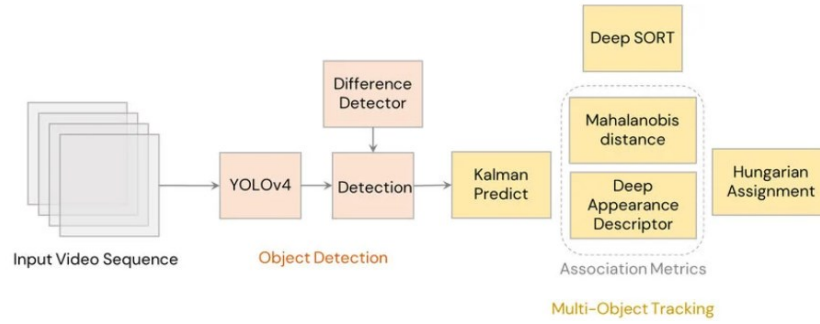 Deep SORT
Difference
Detector
Mahalanobis
distance
YOLOv4
Detection
Kalman
Predict
Deep
Appearance
Descriptor
Hungarian
Assignment
Input Video Sequence
Object Detection
Association Metrics
Multi-Object Tracking